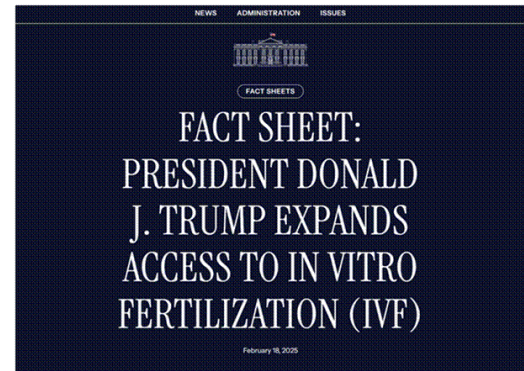 NEWS ADMINISTRATION ISSUES
FACT SHEETS
FACT SHEET:
PRESIDENT DONALD
J. TRUMP EXPANDS
ACCESS TO IN VITRO
FERTILIZATION (IVF)
February 18, 2025